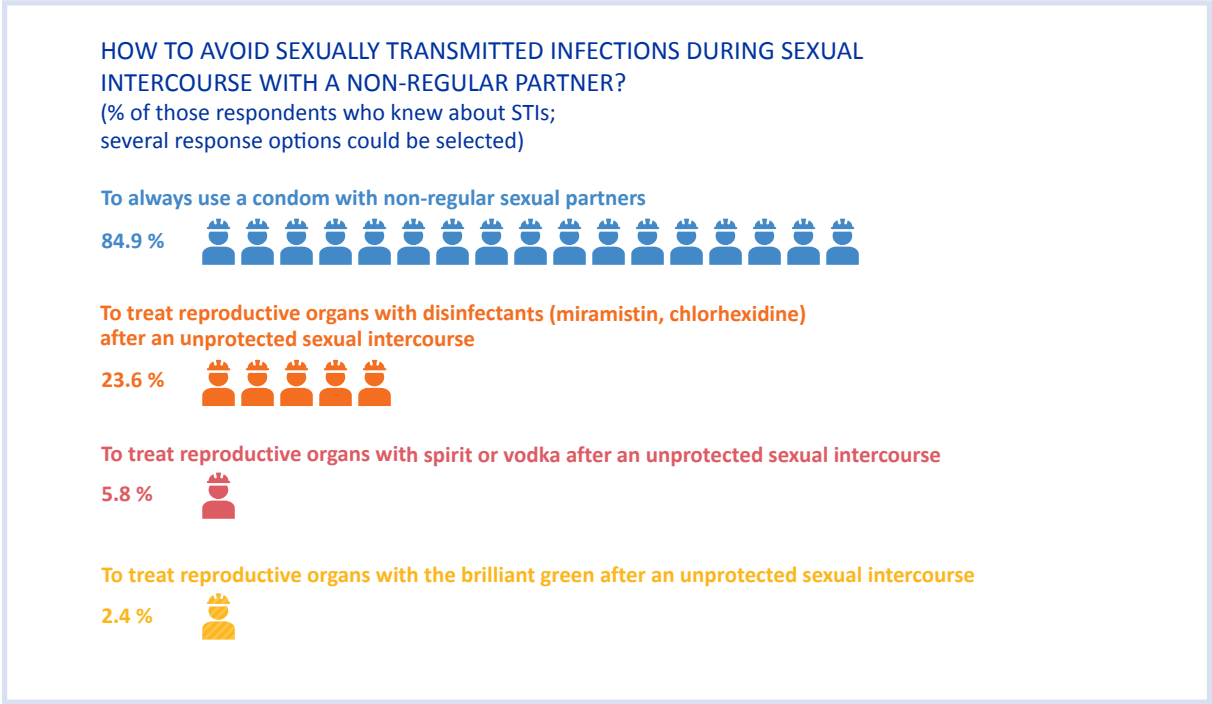 HOW TO AVOID SEXUALLY TRANSMITTED INFECTIONS DURING SEXUAL
INTERCOURSE WITH A NON-REGULAR PARTNER?
(% of those respondents who knew about STIs;
several response options could be selected)
To always use a condom with non-regular sexual partners
84.9 %
To treat reproductive organs with disinfectants (miramistin, chlorhexidine)
after an unprotected sexual intercourse
23.6 %
To treat reproductive organs with spirit or vodka after an unprotected sexual intercourse
5.8 %
To treat reproductive organs with the brilliant green after an unprotected sexual intercourse
2.4 %